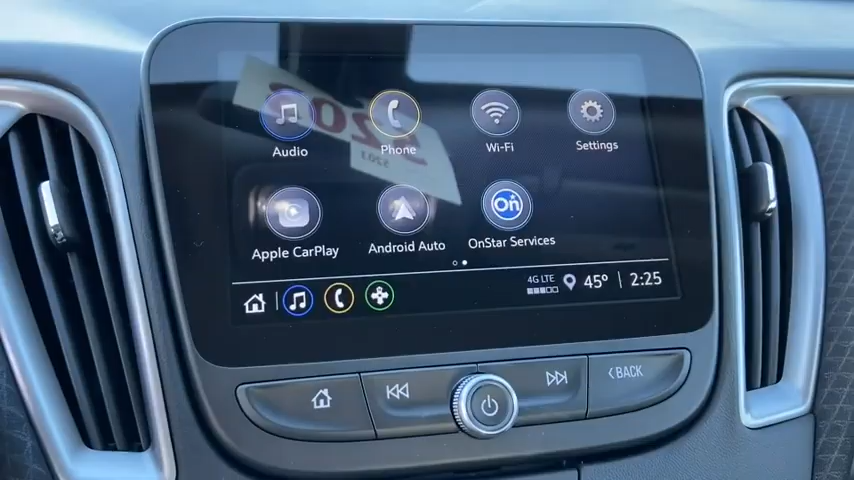 Audio
Phone
Wi-Fi
Settings
Apple CarPlay
Android Auto
On
OnStar Services
4G LTE
45°
2:25
BACK